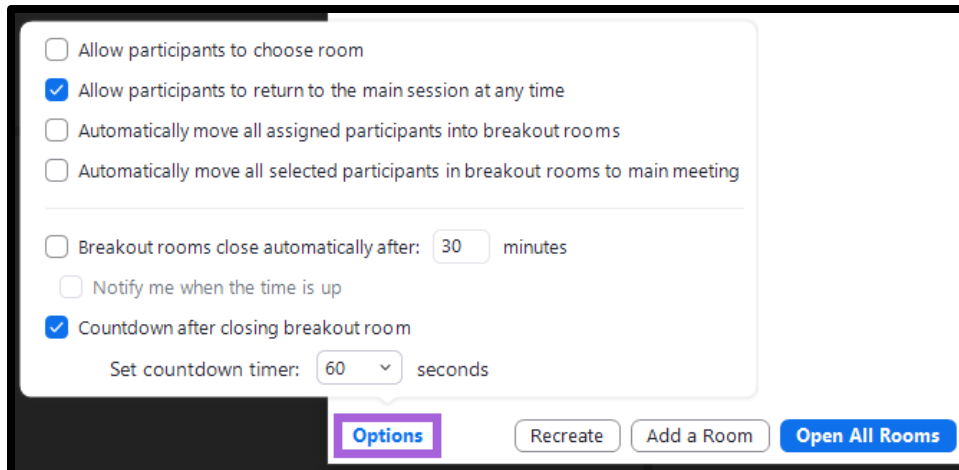 Allow participants to choose room
Allow participants to return to the main session at any time
Automatically move all assigned participants into breakout rooms
Automatically move all selected participants in breakout rooms to main meeting
Breakout rooms close automatically after: 30 minutes
Notify me when the time is up
Countdown after closing breakout room
Set countdown timer: 60 seconds
Options Recreate Add a Room Open All Rooms